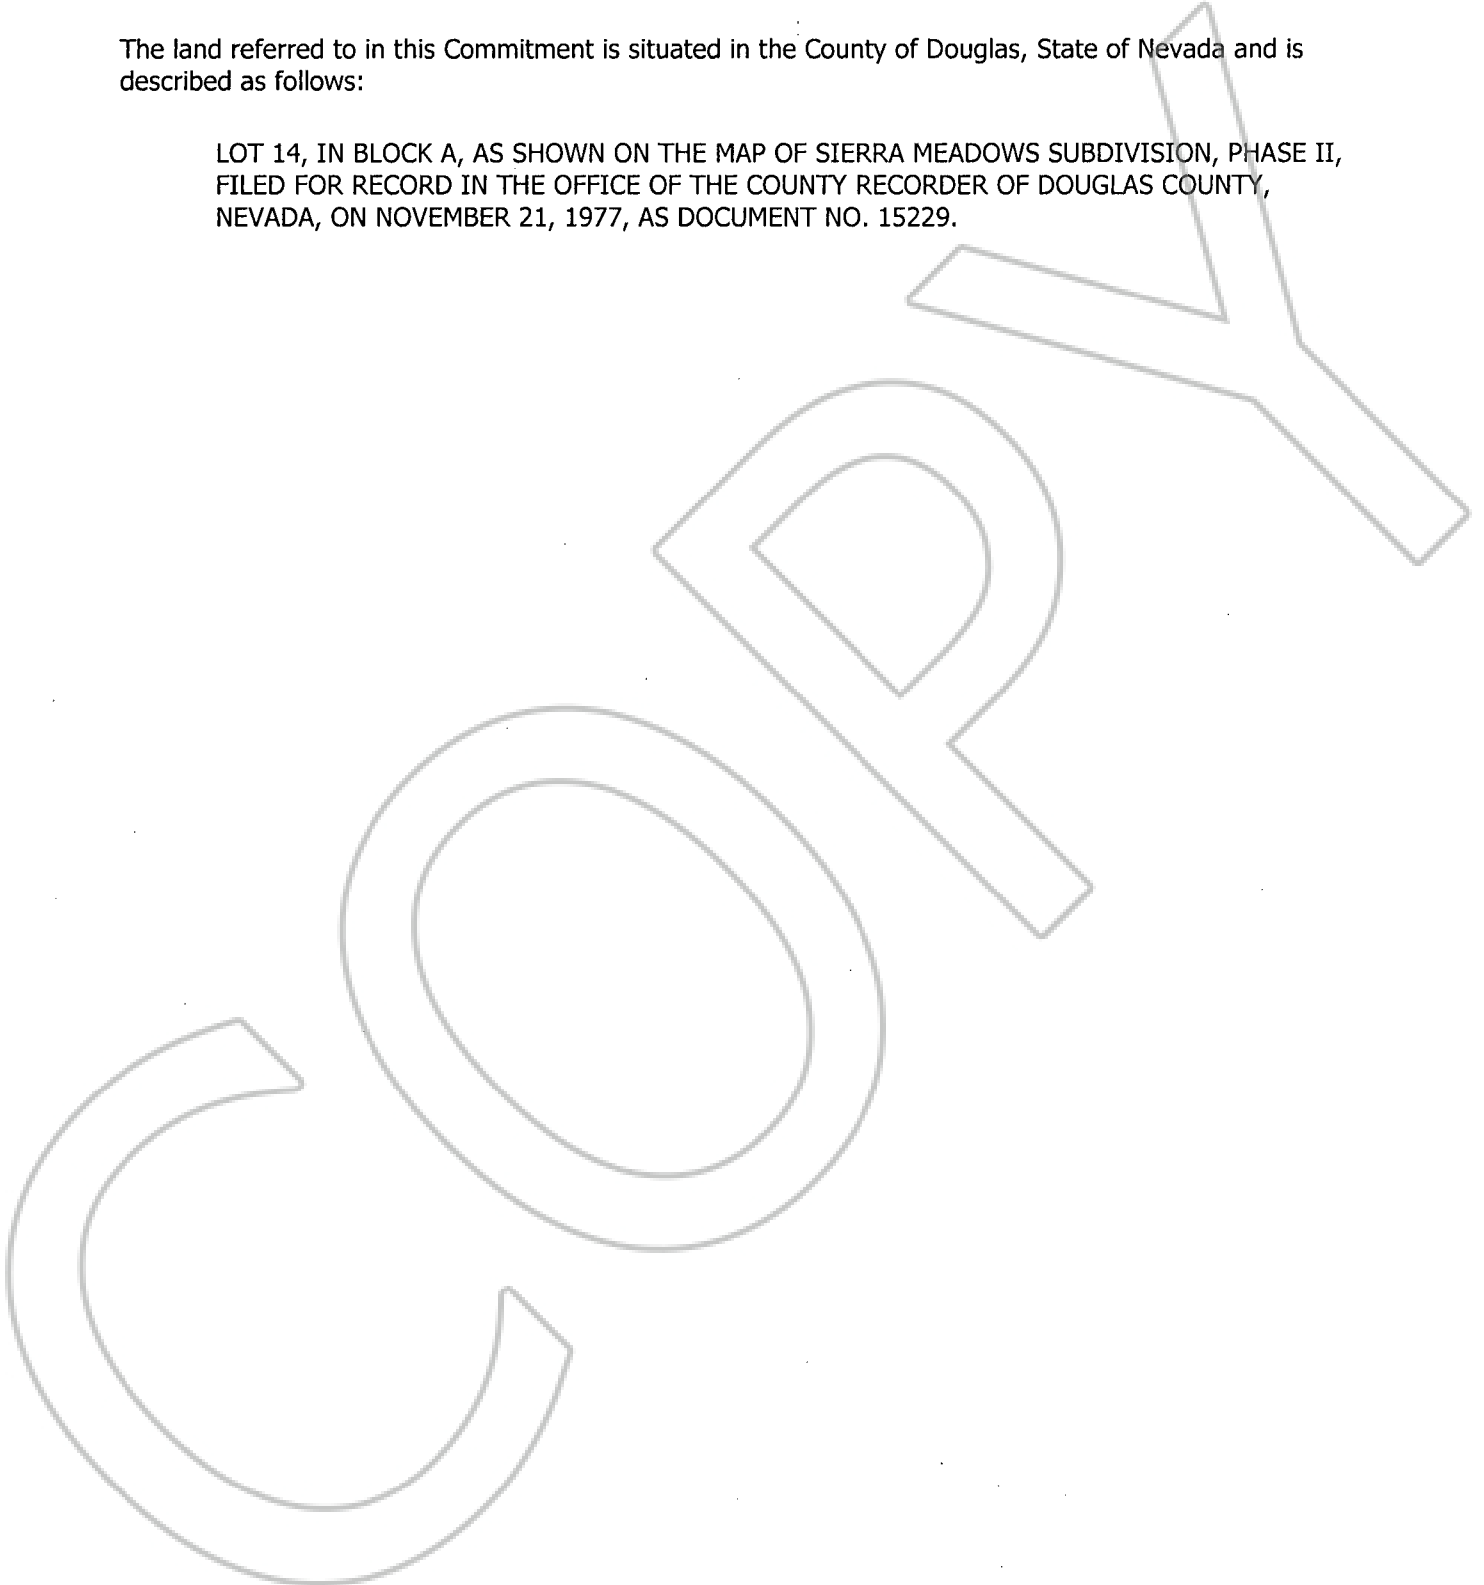 The land referred to in this Commitment is situated in the County of Douglas, State of Nevada and is
described as follows:
LOT 14, IN BLOCK A, AS SHOWN ON THE MAP OF SIERRA MEADOWS SUBDIVISION, PHASE II,
FILED FOR RECORD IN THE OFFICE OF THE COUNTY RECORDER OF DOUGLAS COUNTY,
NEVADA, ON NOVEMBER 21, 1977, AS DOCUMENT NO. 15229.
COPY